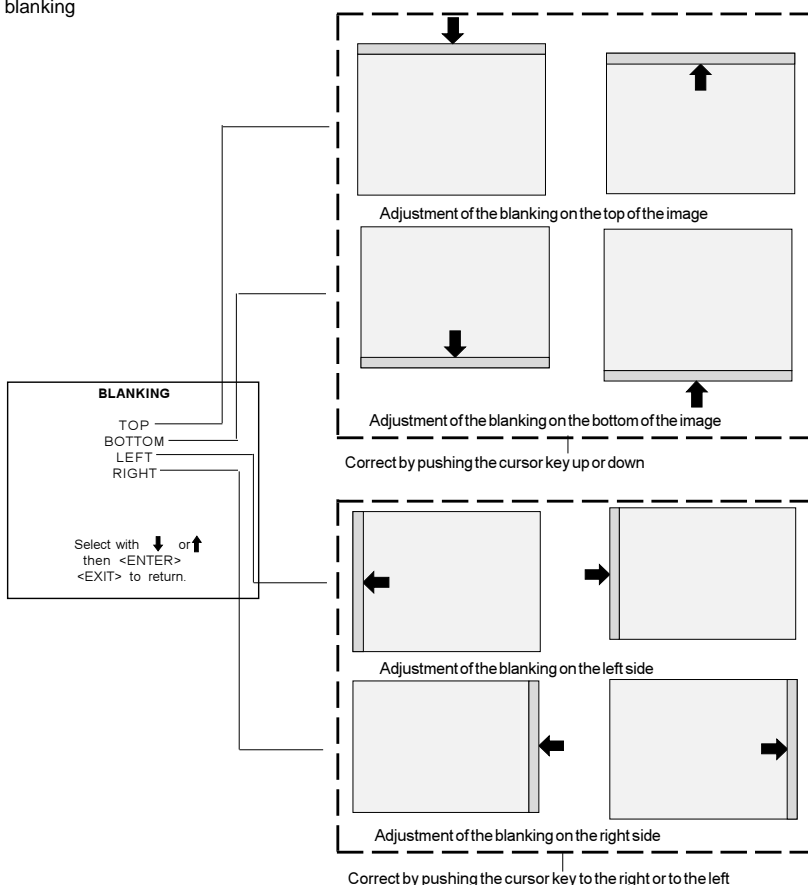 blanking
Adjustment of the blanking on the top of the image
Adjustment of the blanking on the bottom of the image
Correct by pushing the cursor key up or down
BLANKING
TOP
BOTTOM
LEFT
RIGHT
Select with ⬇ or ⬆
then <ENTER>
<EXIT> to return.
Adjustment of the blanking on the left side
Adjustment of the blanking on the right side
Correct by pushing the cursor key to the right or to the left